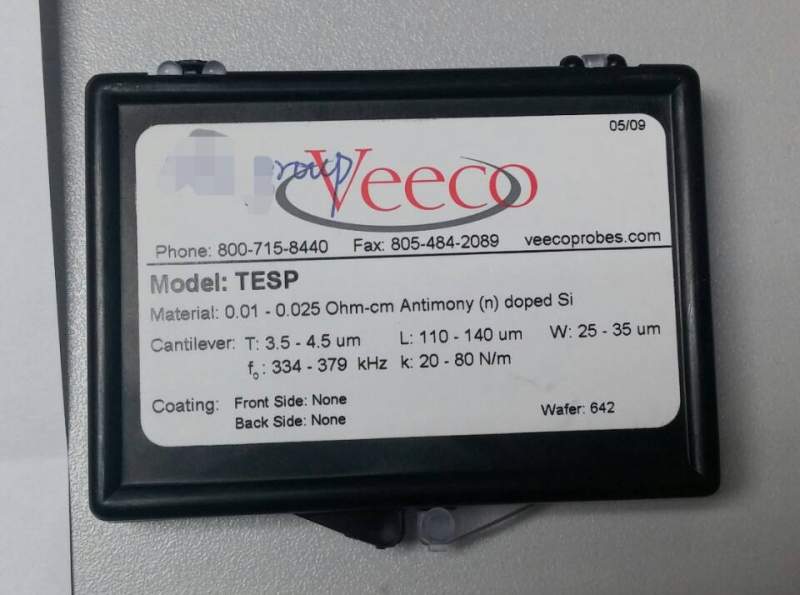 05/09
roup
Veeco
Phone: 800-715-8440 Fax: 805-484-2089 veecoprobes.com
Model: TESP
Material: 0.01 - 0.025 Ohm-cm Antimony (n) doped Si
Cantilever: T: 3.5 - 4.5 um L: 110 - 140 um W: 25 - 35 um
f₀: 334 - 379 kHz k: 20 - 80 N/m
Coating: Front Side: None
Back Side: None
Wafer: 642